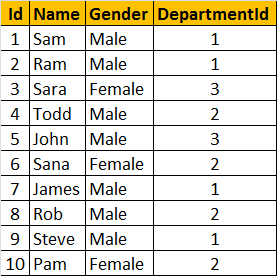 Id Name Gender DepartmentId
1 Sam Male 1
2 Ram Male 1
3 Sara Female 3
4 Todd Male 2
5 John Male 3
6 Sana Female 2
7 James Male 1
8 Rob Male 2
9 Steve Male 1
10 Pam Female 2